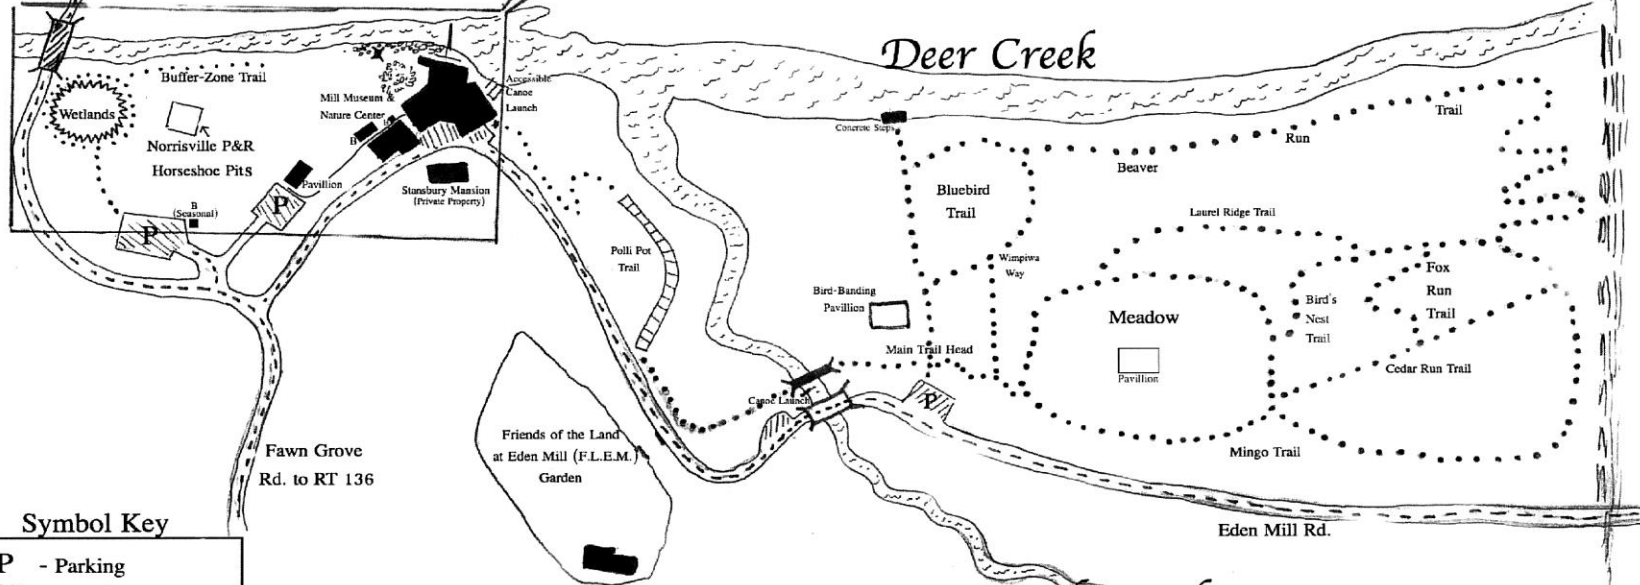 Deer Creek
Buffer-Zone Trail
Wetlands
Norrisville P&R
Horseshoe Pits
Mill Museum &
Nature Center
B
Accessible
Canoe
Launch
Pavillion
Stansbury Mansion
(Private Property)
B
(Seasonal)
P
P
Concrete Steps
Bluebird
Trail
Beaver
Run
Trail
Laurel Ridge Trail
Polli Pot
Trail
Wimpiwa
Way
Bird-Banding
Pavillion
Main Trail Head
Meadow
Pavillion
Bird's
Nest
Trail
Fox
Run
Trail
Cedar Run Trail
Canoe Launch
P
Mingo Trail
Friends of the Land
at Eden Mill (F.L.E.M.)
Garden
Fawn Grove
Rd. to RT 136
Eden Mill Rd.
Symbol Key
P - Parking